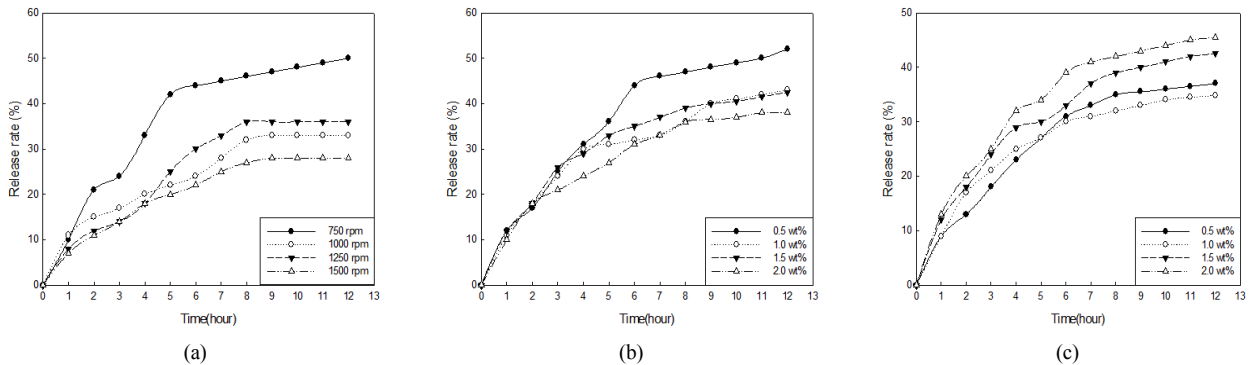 60
50
40
30
20
10
0
Release rate (%)
0 1 2 3 4 5 6 7 8 9 10 11 12 13
Time(hour)
750 rpm
1000 rpm
1250 rpm
1500 rpm
(a)
60
50
40
30
20
10
0
Release rate (%)
0 1 2 3 4 5 6 7 8 9 10 11 12 13
Time(hour)
0.5 wt%
1.0 wt%
1.5 wt%
2.0 wt%
(b)
50
40
30
20
10
0
Release rate (%)
0 1 2 3 4 5 6 7 8 9 10 11 12 13
Time(hour)
0.5 wt%
1.0 wt%
1.5 wt%
2.0 wt%
(c)